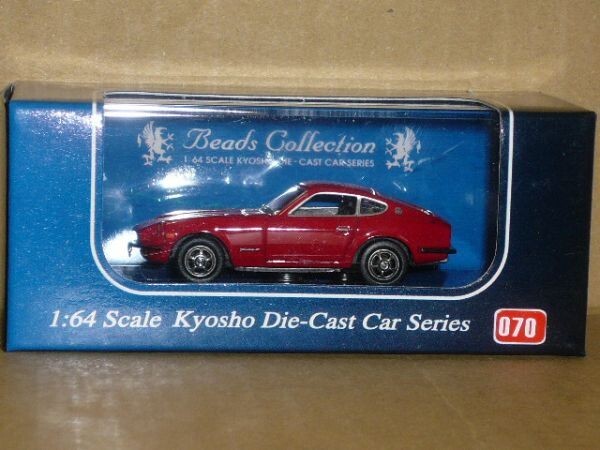 Beads Collection
1:64 SCALE KYOSHO DIE-CAST CAR SERIES
1:64 Scale Kyosho Die-Cast Car Series
070